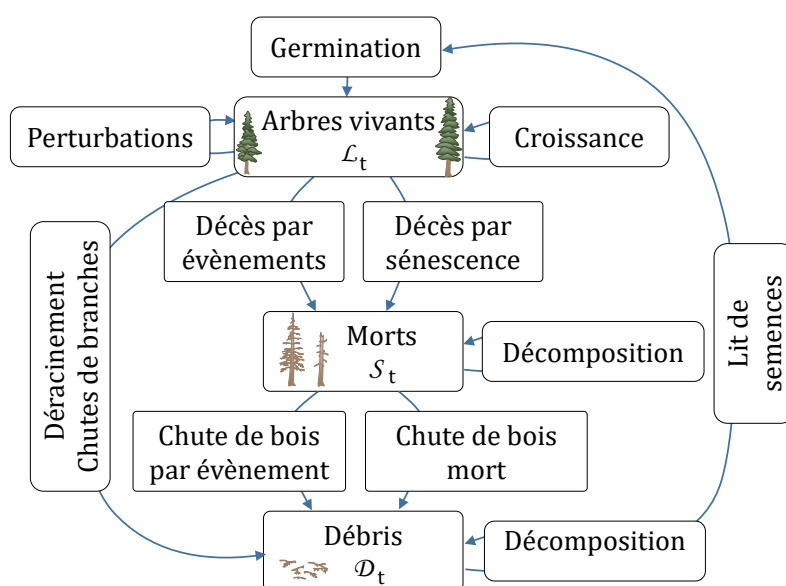 Germination
Perturbations
Arbres vivants
ℒt
Croissance
Décès par
évènements
Décès par
sénescence
Déracinement
Chutes de branches
Lit de
semences
Morts
𝒮t
Décomposition
Chute de bois
par évènement
Chute de bois
mort
Débris
𝒟t
Décomposition